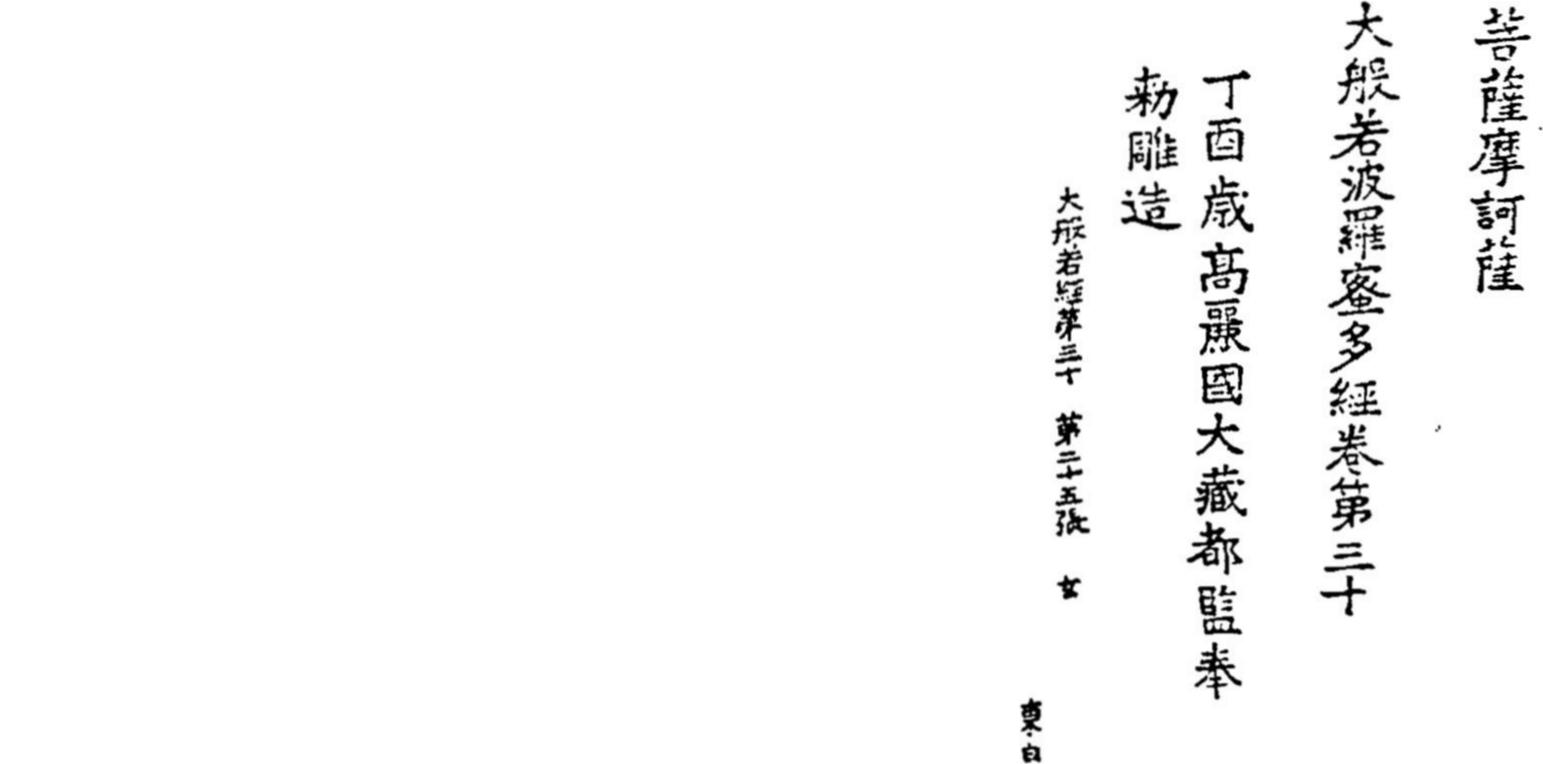 菩薩摩訶薩
大般若波羅蜜多經卷第三十
丁酉歲高麗國大藏都監奉
勅雕造
大般若經第三十 第二十五張 女